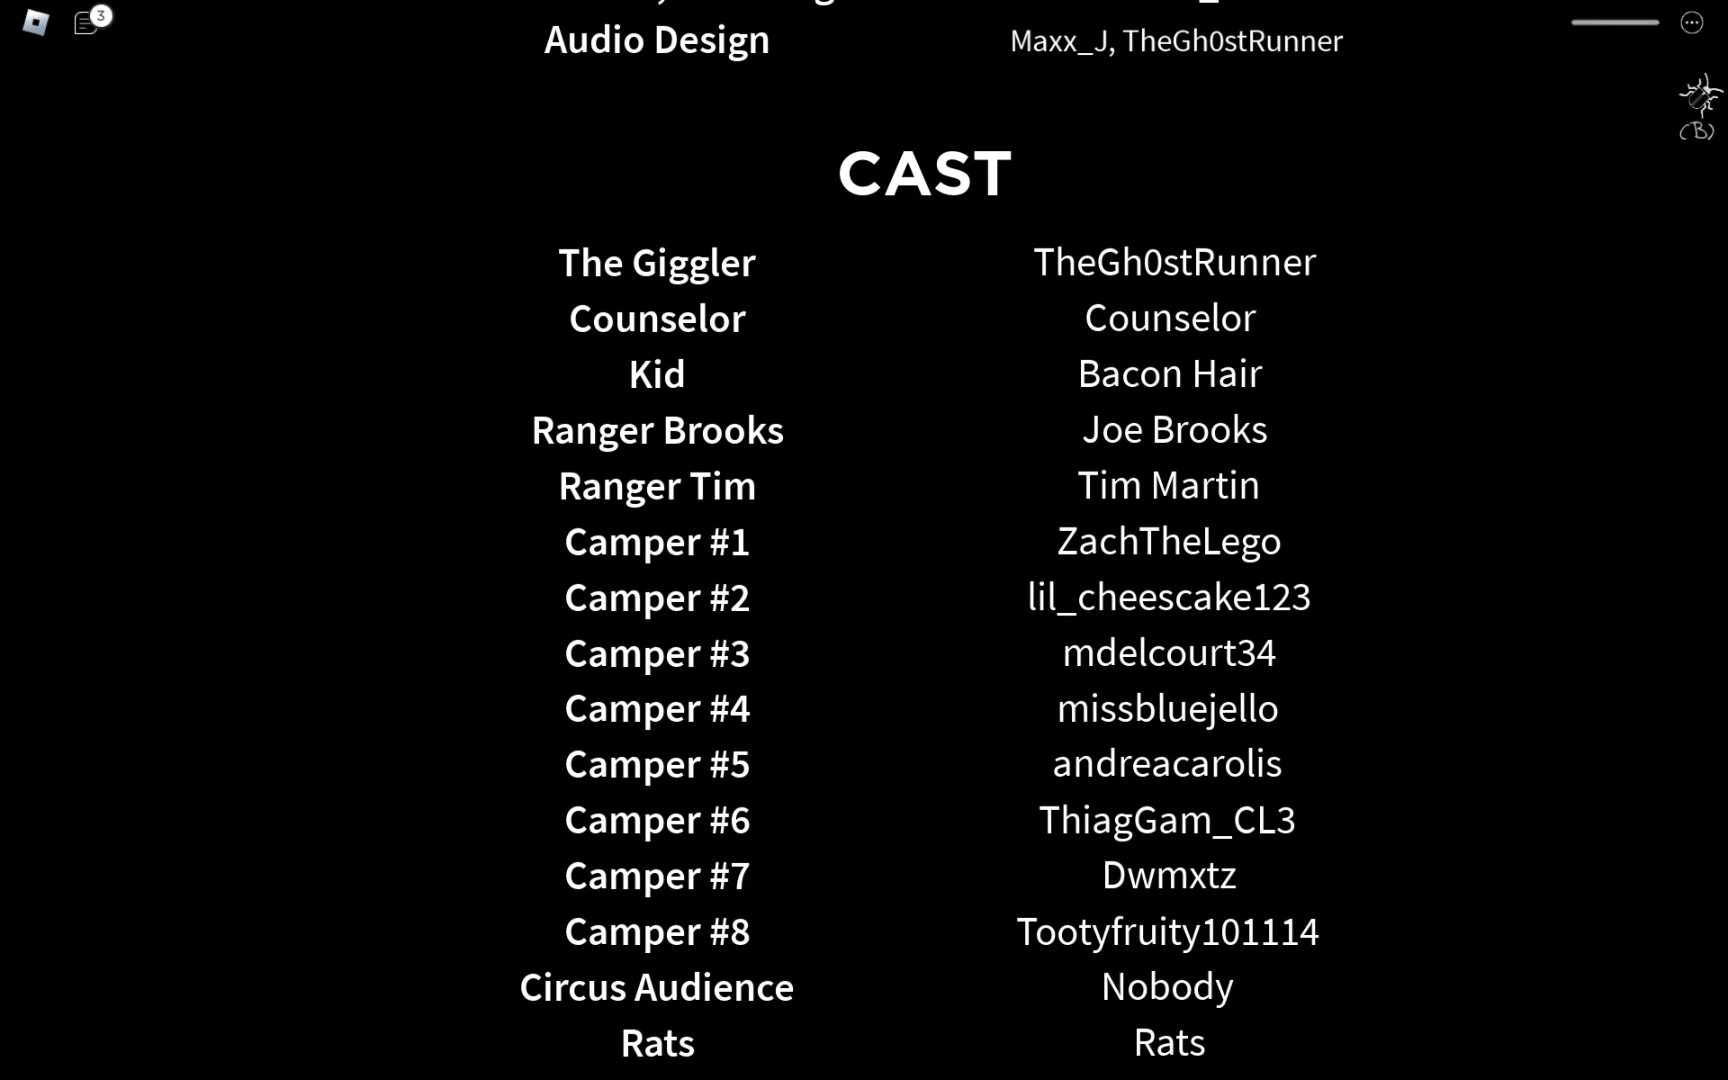 3
Audio Design Maxx_J, TheGh0stRunner
(B)
CAST
The Giggler TheGh0stRunner
Counselor Counselor
Kid Bacon Hair
Ranger Brooks Joe Brooks
Ranger Tim Tim Martin
Camper #1 ZachTheLego
Camper #2 lil_cheescake123
Camper #3 mdelcourt34
Camper #4 missbluejello
Camper #5 andreacarolis
Camper #6 ThiagGam_CL3
Camper #7 Dwmxtz
Camper #8 Tootyfruity101114
Circus Audience Nobody
Rats Rats